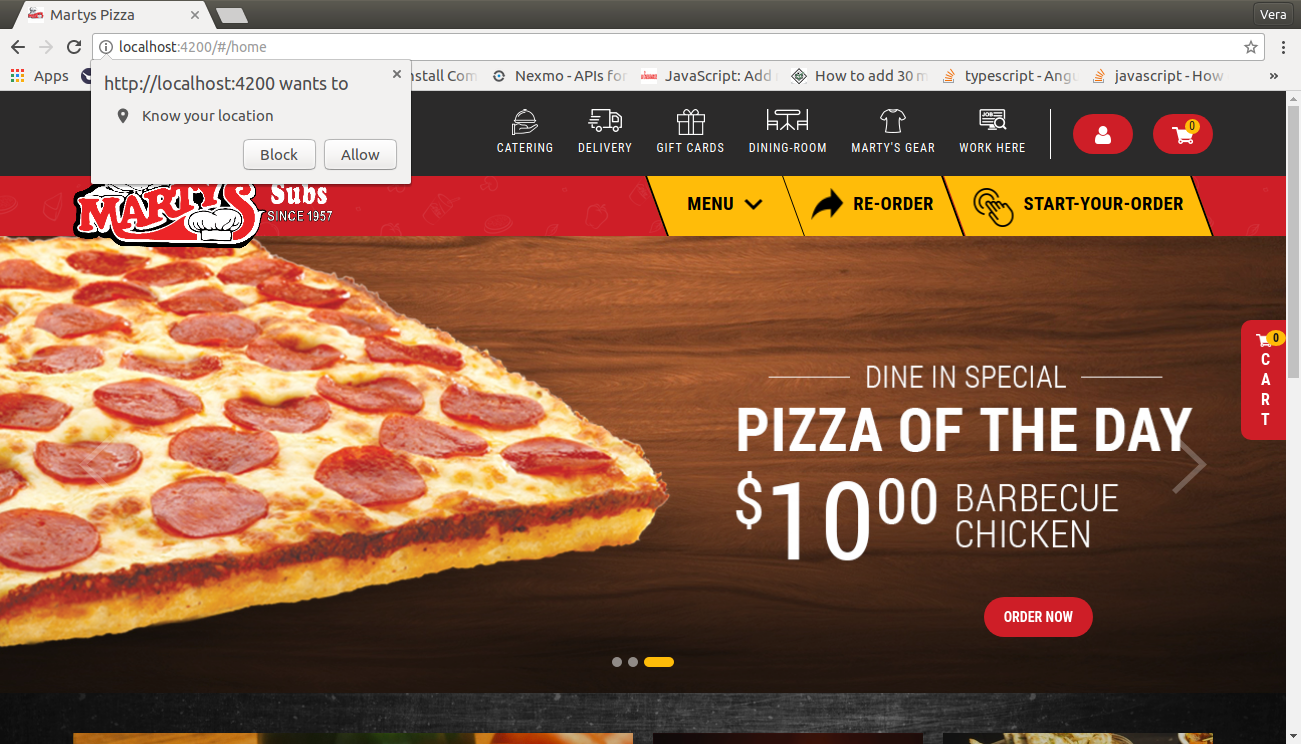 Martys Pizza
Vera
localhost:4200/#/home
Apps
nstall Com
Nexmo - APIs for
JavaScript: Add
How to add 30 m
typescript - Angu
javascript - How
»
http://localhost:4200 wants to
Know your location
Block
Allow
CATERING
DELIVERY
GIFT CARDS
DINING-ROOM
MARTY'S GEAR
JOB
WORK HERE
0
MARTY'S
Subs
SINCE 1957
MENU
RE-ORDER
START-YOUR-ORDER
0
CART
DINE IN SPECIAL
PIZZA OF THE DAY
$1000
BARBECUE
CHICKEN
ORDER NOW